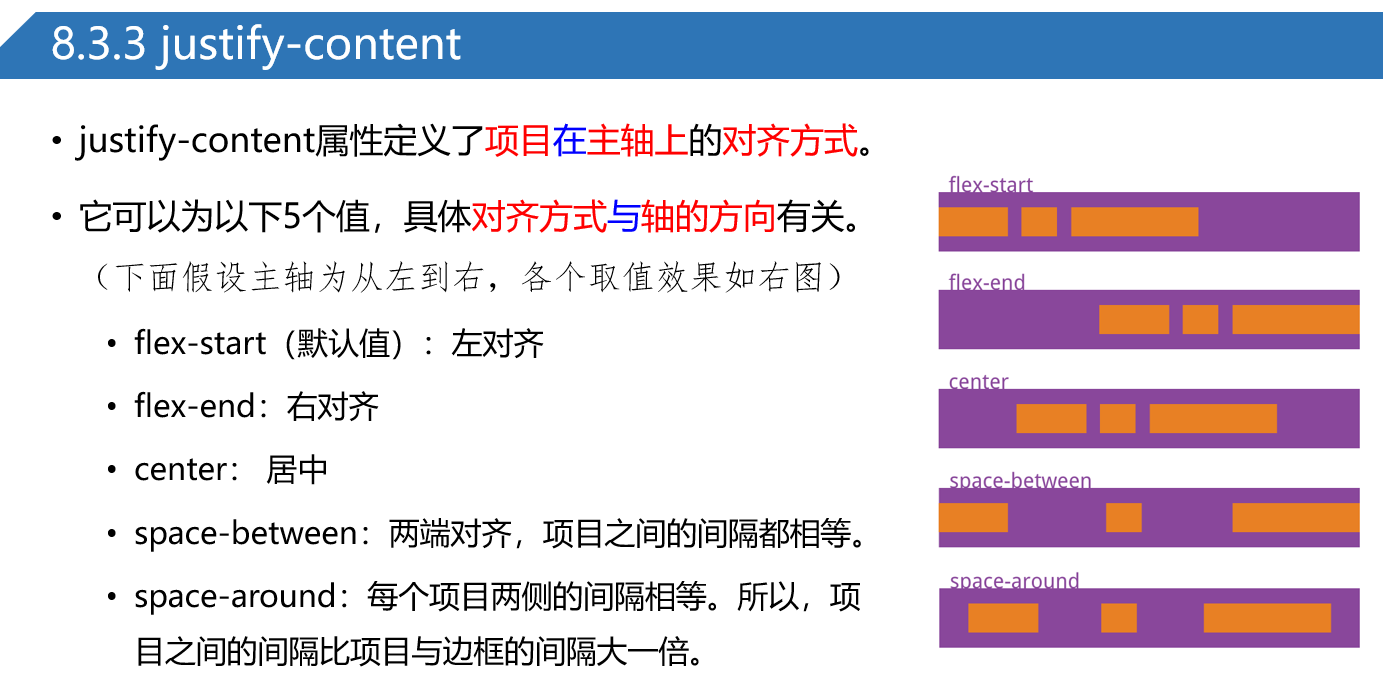 8.3.3 justify-content
• justify-content属性定义了项目在主轴上的对齐方式。
• 它可以为以下5个值，具体对齐方式与轴的方向有关。
（下面假设主轴为从左到右，各个取值效果如右图）
• flex-start（默认值）：左对齐
• flex-end：右对齐
• center： 居中
• space-between：两端对齐，项目之间的间隔都相等。
• space-around：每个项目两侧的间隔相等。所以，项
目之间的间隔比项目与边框的间隔大一倍。
flex-start
flex-end
center
space-between
space-around